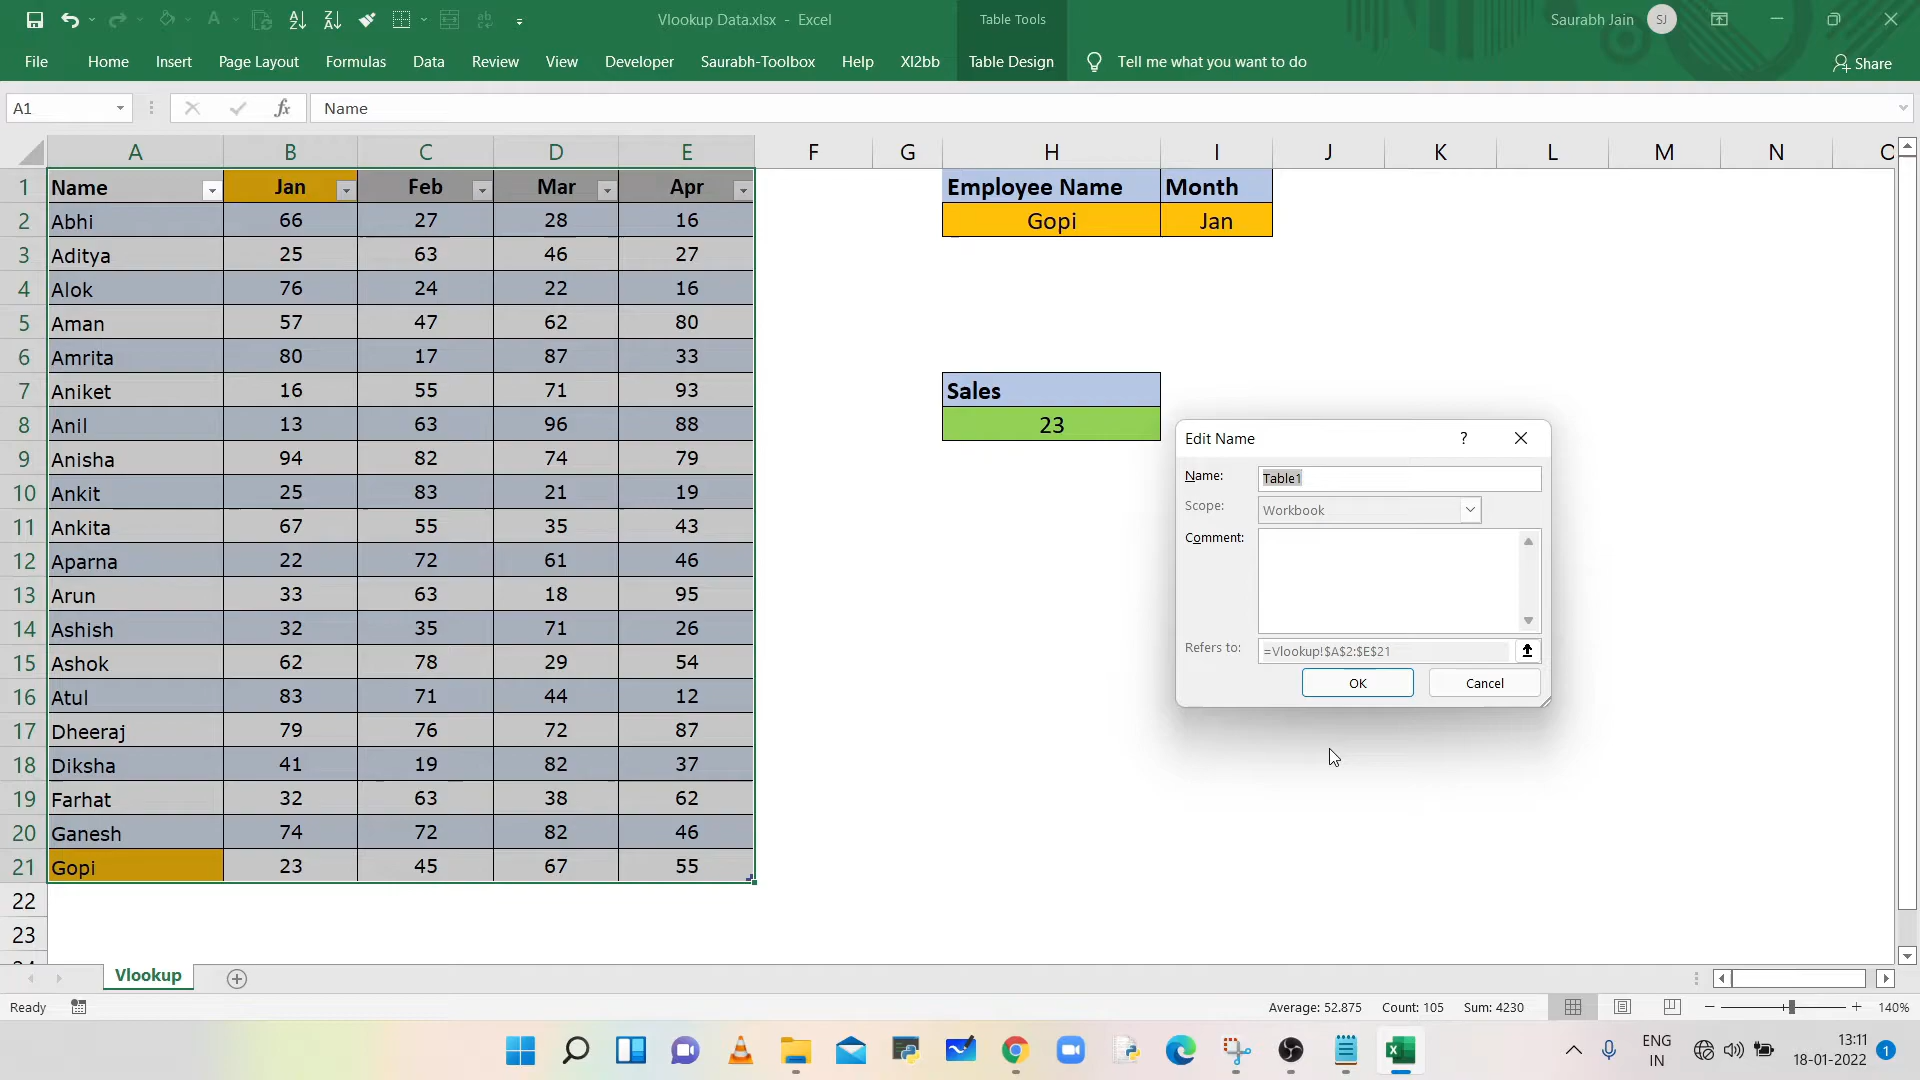 Vlookup Data.xlsx - Excel
Table Tools
Saurabh Jain SJ
File Home Insert Page Layout Formulas Data Review View Developer Saurabh-Toolbox Help Xl2bb Table Design Tell me what you want to do Share
A1 fx Name
A B C D E F G H I J K L M N
1 Name Jan Feb Mar Apr Employee Name Month
2 Abhi 66 27 28 16 Gopi Jan
3 Aditya 25 63 46 27
4 Alok 76 24 22 16
5 Aman 57 47 62 80
6 Amrita 80 17 87 33
7 Aniket 16 55 71 93 Sales
8 Anil 13 63 96 88 23
9 Anisha 94 82 74 79
10 Ankit 25 83 21 19
11 Ankita 67 55 35 43
12 Aparna 22 72 61 46
13 Arun 33 63 18 95
14 Ashish 32 35 71 26
15 Ashok 62 78 29 54
16 Atul 83 71 44 12
17 Dheeraj 79 76 72 87
18 Diksha 41 19 82 37
19 Farhat 32 63 38 62
20 Ganesh 74 72 82 46
21 Gopi 23 45 67 55
22
23
Edit Name ?
Name: Table1
Scope: Workbook
Comment:
Refers to: =Vlookup!$A$2:$E$21
OK Cancel
Vlookup
Ready Average: 52.875 Count: 105 Sum: 4230 140%
ENG 13:11
IN 18-01-2022 1